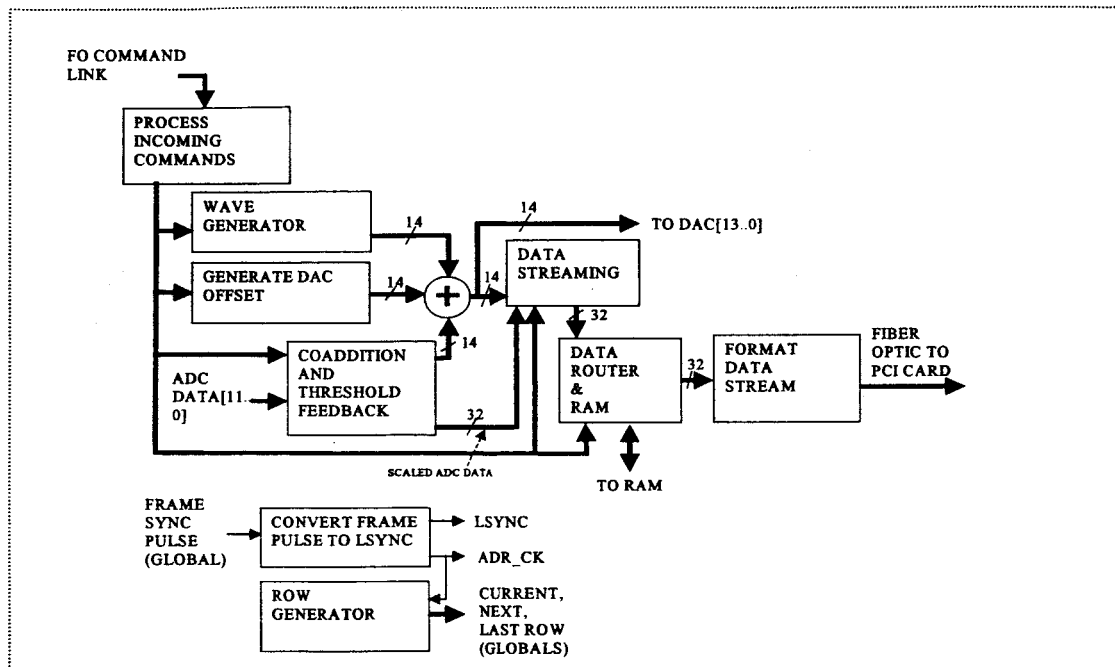 FO COMMAND
LINK
PROCESS
INCOMING
COMMANDS
WAVE
GENERATOR
14
14
TO DAC[13..0]
GENERATE DAC
OFFSET
14
+
14
DATA
STREAMING
32
14
COADDITION
AND
THRESHOLD
FEEDBACK
ADC
DATA[11..
0]
32
SCALED ADC DATA
DATA
ROUTER
&
RAM
32
FORMAT
DATA
STREAM
FIBER
OPTIC TO
PCI CARD
TO RAM
FRAME
SYNC
PULSE
(GLOBAL)
CONVERT FRAME
PULSE TO LSYNC
LSYNC
ADR_CK
ROW
GENERATOR
CURRENT,
NEXT,
LAST ROW
(GLOBALS)